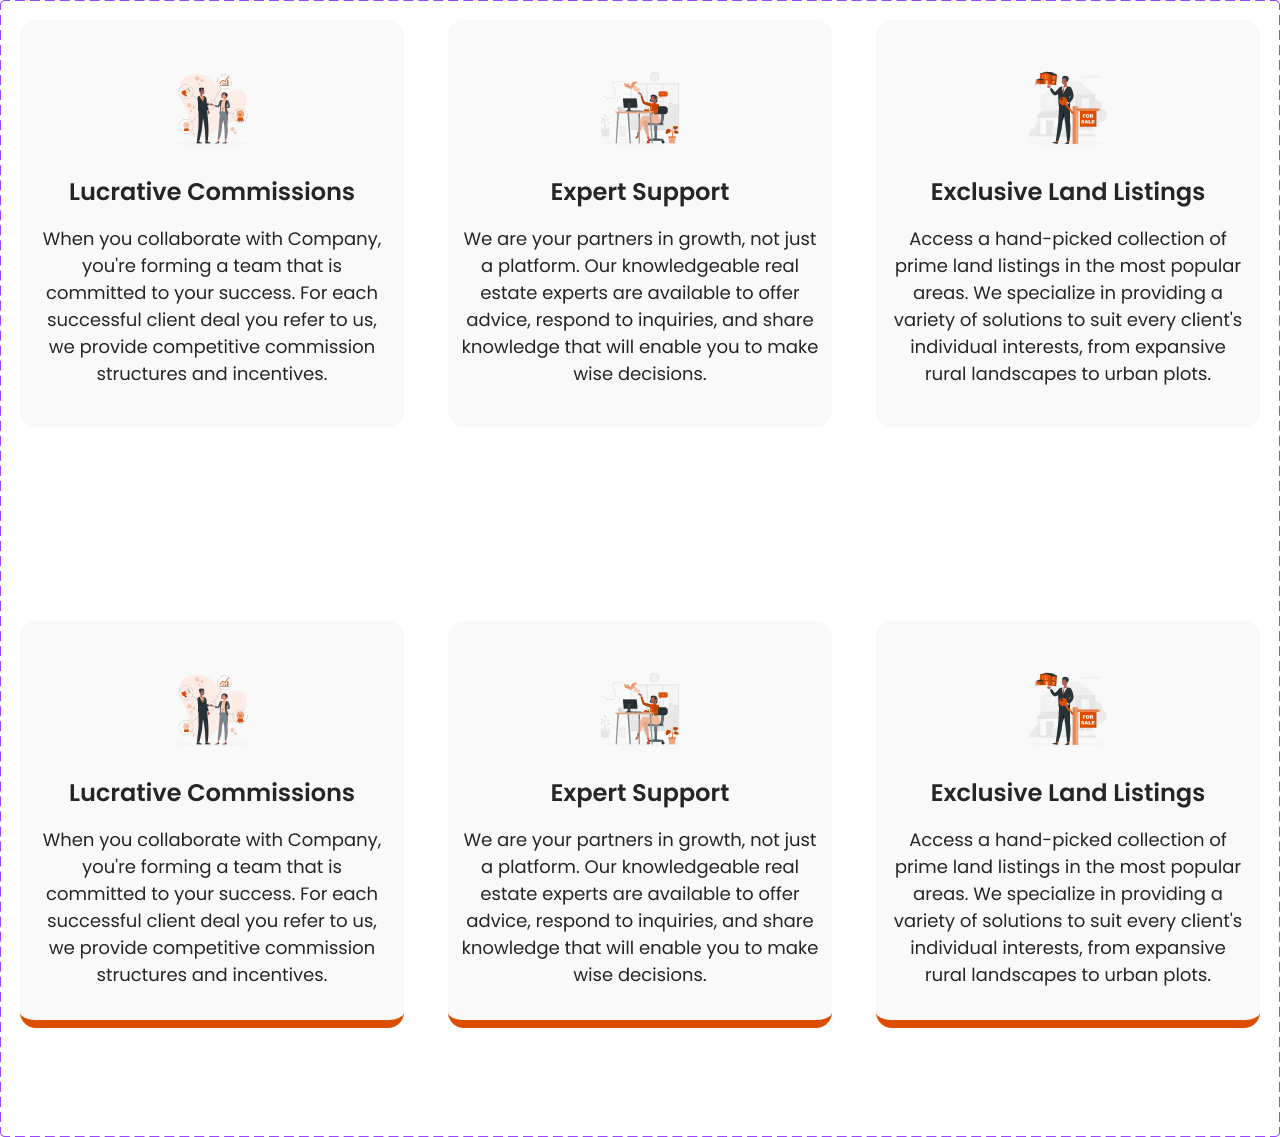 FOR
SALE
Lucrative Commissions
When you collaborate with Company,
you're forming a team that is
committed to your success. For each
successful client deal you refer to us,
we provide competitive commission
structures and incentives.
Expert Support
We are your partners in growth, not just
a platform. Our knowledgeable real
estate experts are available to offer
advice, respond to inquiries, and share
knowledge that will enable you to make
wise decisions.
Exclusive Land Listings
Access a hand-picked collection of
prime land listings in the most popular
areas. We specialize in providing a
variety of solutions to suit every client's
individual interests, from expansive
rural landscapes to urban plots.
FOR
SALE
Lucrative Commissions
When you collaborate with Company,
you're forming a team that is
committed to your success. For each
successful client deal you refer to us,
we provide competitive commission
structures and incentives.
Expert Support
We are your partners in growth, not just
a platform. Our knowledgeable real
estate experts are available to offer
advice, respond to inquiries, and share
knowledge that will enable you to make
wise decisions.
Exclusive Land Listings
Access a hand-picked collection of
prime land listings in the most popular
areas. We specialize in providing a
variety of solutions to suit every client's
individual interests, from expansive
rural landscapes to urban plots.